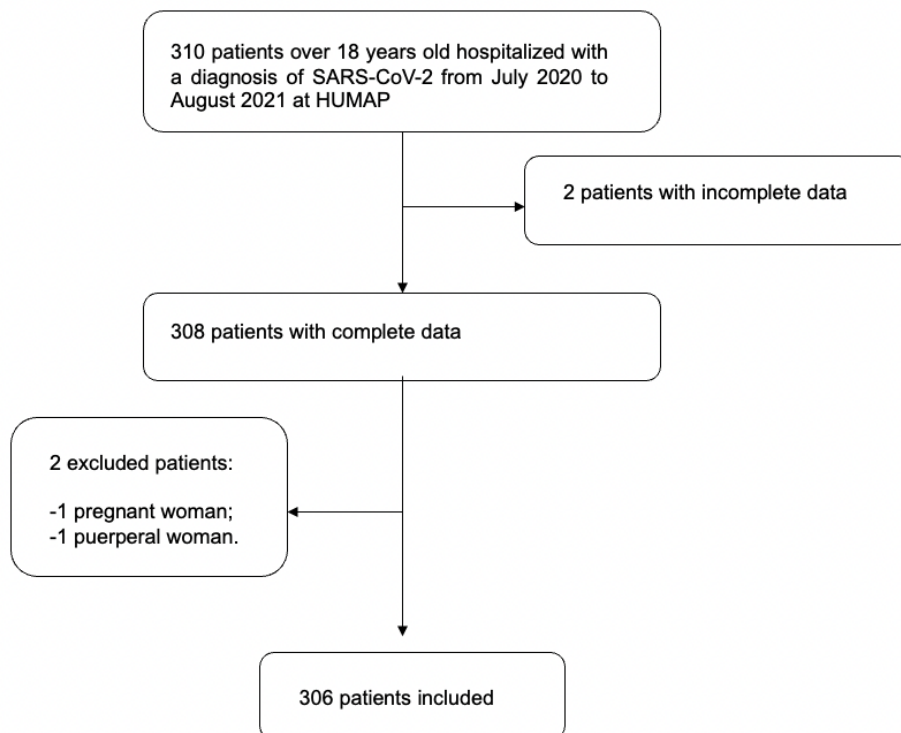 310 patients over 18 years old hospitalized with
a diagnosis of SARS-CoV-2 from July 2020 to
August 2021 at HUMAP
2 patients with incomplete data
308 patients with complete data
2 excluded patients:
-1 pregnant woman;
-1 puerperal woman.
306 patients included